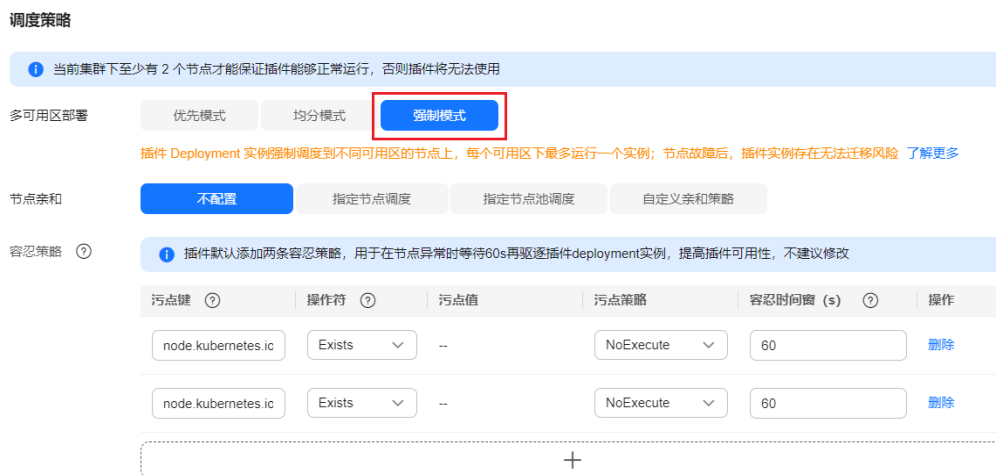 调度策略
当前集群下至少有 2 个节点才能保证插件能够正常运行，否则插件将无法使用
多可用区部署 优先模式 均分模式 强制模式
插件 Deployment 实例强制调度到不同可用区的节点上，每个可用区下最多运行一个实例；节点故障后，插件实例存在无法迁移风险 了解更多
节点亲和 不配置 指定节点调度 指定节点池调度 自定义亲和策略
容忍策略 插件默认添加两条容忍策略，用于在节点异常时等待60s再驱逐插件deployment实例，提高插件可用性，不建议修改
污点键 操作符 污点值 污点策略 容忍时间窗 (s) 操作
node.kubernetes.io Exists -- NoExecute 60 删除
node.kubernetes.io Exists -- NoExecute 60 删除